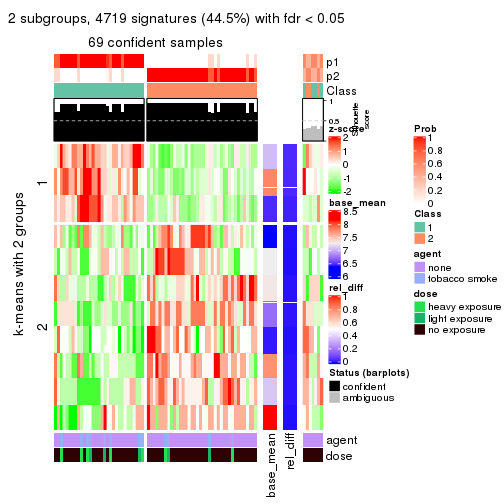 2 subgroups, 4719 signatures (44.5%) with fdr < 0.05
69 confident samples
p1
p2
Class
1
0.5
0
Silhouette
score
k-means with 2 groups
1
2
z-score
2
1
0
-1
-2
base_mean
8.5
8
7.5
7
6.5
6
rel_diff
1
0.8
0.6
0.4
0.2
0
Status (barplots)
confident
ambiguous
Prob
1
0.8
0.6
0.4
0.2
0
Class
1
2
agent
none
tobacco smoke
dose
heavy exposure
light exposure
no exposure
agent
dose
base_mean
rel_diff